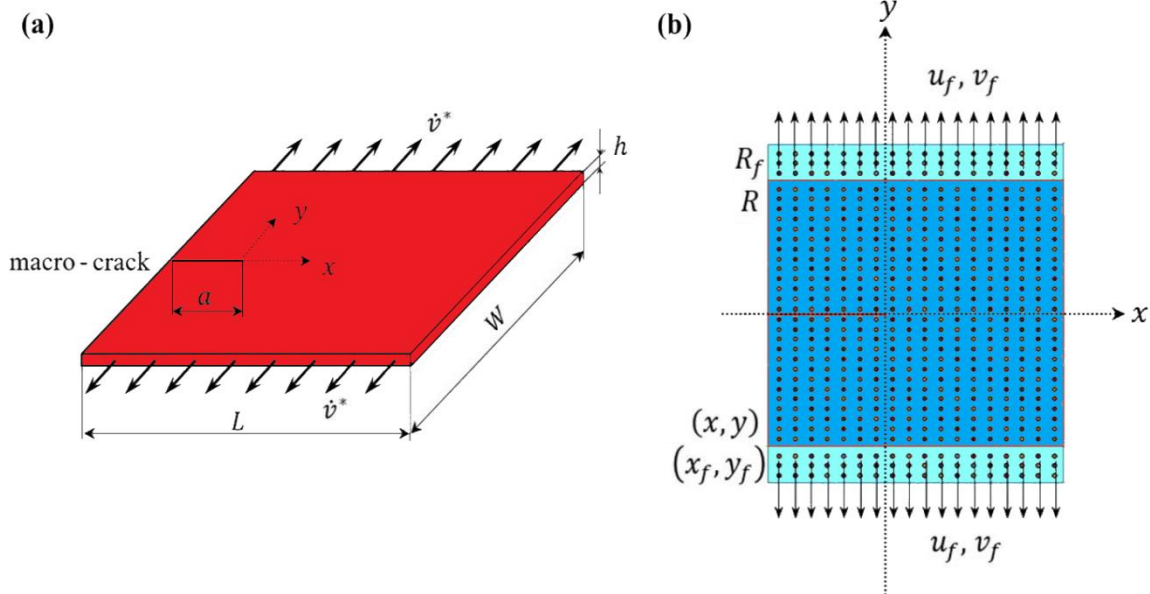 (a)
v̇*
h
y
macro - crack
x
a
W
v̇*
L
(b)
y
u_f, v_f
R_f
R
x
(x, y)
(x_f, y_f)
u_f, v_f